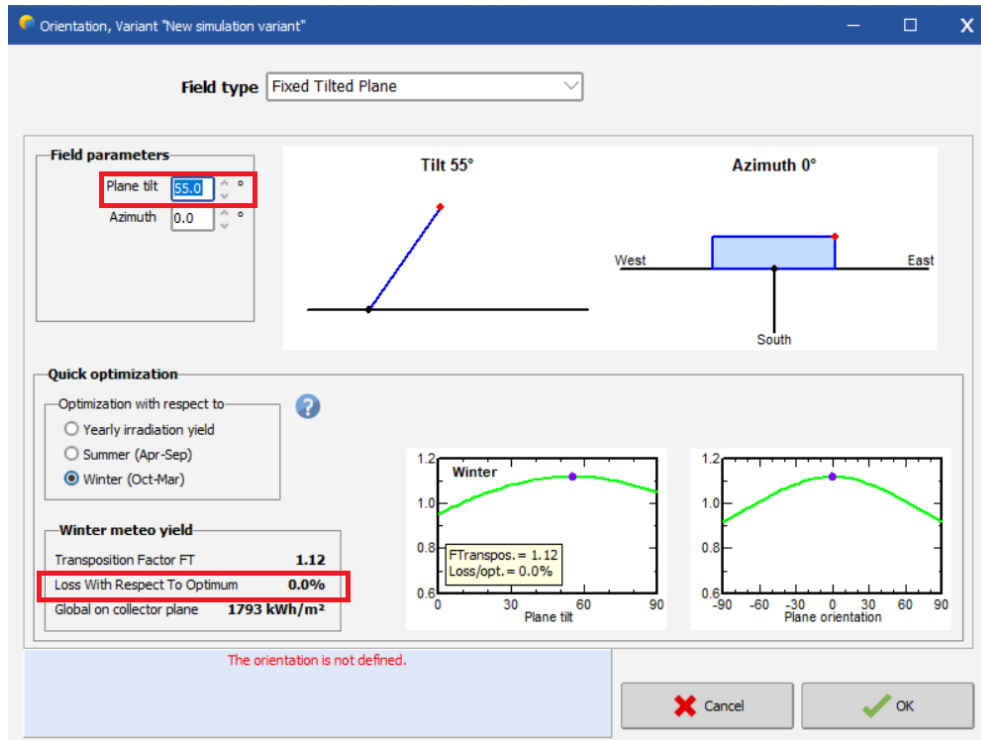 Orientation, Variant "New simulation variant"
Field type Fixed Tilted Plane
Field parameters
Plane tilt 55.0 °
Azimuth 0.0 °
Tilt 55°
Azimuth 0°
West
East
South
Quick optimization
Optimization with respect to
Yearly irradiation yield
Summer (Apr-Sep)
Winter (Oct-Mar)
?
Winter meteo yield
Transposition Factor FT 1.12
Loss With Respect To Optimum 0.0%
Global on collector plane 1793 kWh/m²
Winter
1.2
1.0
0.8
0.6
FTranspos.= 1.12
Loss/opt.= 0.0%
0 30 60 90
Plane tilt
1.2
1.0
0.8
0.6
-90 -60 -30 0 30 60 90
Plane orientation
The orientation is not defined.
Cancel
OK